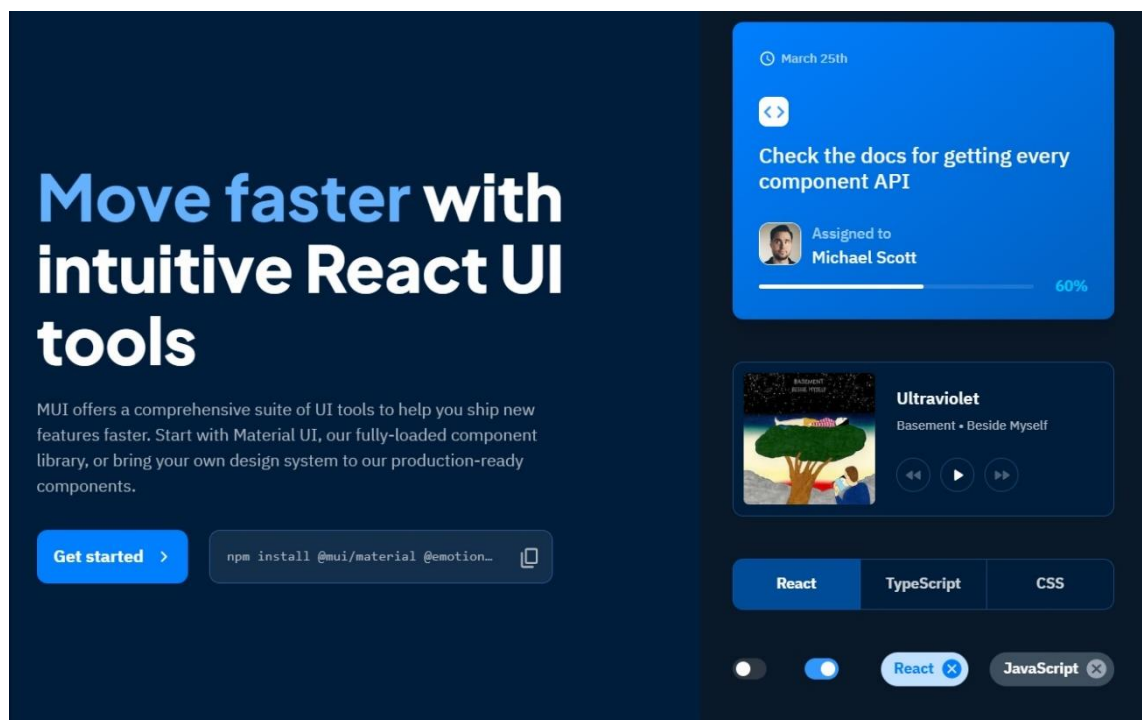 Move faster with
intuitive React UI
tools
MUI offers a comprehensive suite of UI tools to help you ship new
features faster. Start with Material UI, our fully-loaded component
library, or bring your own design system to our production-ready
components.
Get started
npm install @mui/material @emotion…
March 25th
Check the docs for getting every
component API
Assigned to
Michael Scott
60%
BASEMENT
BESIDE MYSELF
Ultraviolet
Basement • Beside Myself
React TypeScript CSS
React JavaScript